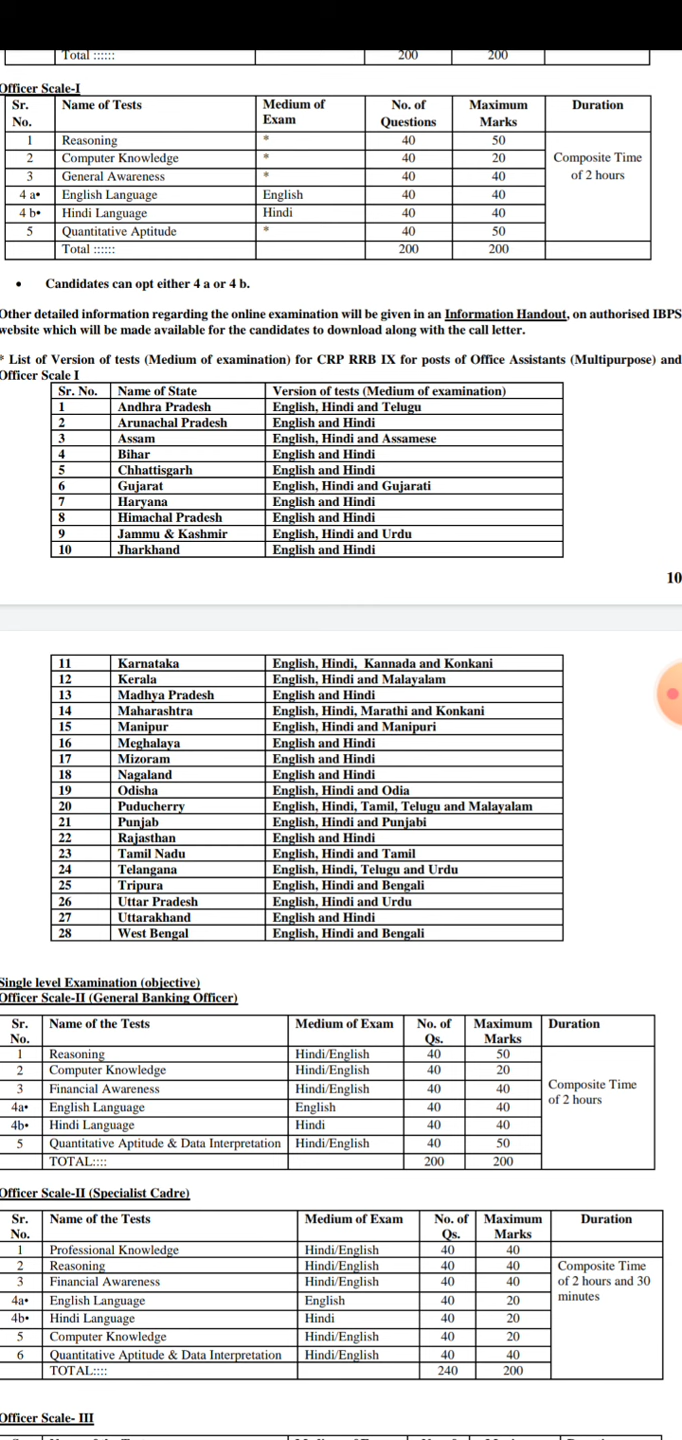 Total :::::: 200 200
Officer Scale-I
Sr. No. Name of Tests Medium of Exam No. of Questions Maximum Marks Duration
1 Reasoning * 40 50 Composite Time of 2 hours
2 Computer Knowledge * 40 20
3 General Awareness * 40 40
4 a• English Language English 40 40
4 b• Hindi Language Hindi 40 40
5 Quantitative Aptitude * 40 50
Total :::::: 200 200
• Candidates can opt either 4 a or 4 b.
Other detailed information regarding the online examination will be given in an Information Handout, on authorised IBPS
website which will be made available for the candidates to download along with the call letter.
* List of Version of tests (Medium of examination) for CRP RRB IX for posts of Office Assistants (Multipurpose) and
Officer Scale I
Sr. No. Name of State Version of tests (Medium of examination)
1 Andhra Pradesh English, Hindi and Telugu
2 Arunachal Pradesh English and Hindi
3 Assam English, Hindi and Assamese
4 Bihar English and Hindi
5 Chhattisgarh English and Hindi
6 Gujarat English, Hindi and Gujarati
7 Haryana English and Hindi
8 Himachal Pradesh English and Hindi
9 Jammu & Kashmir English, Hindi and Urdu
10 Jharkhand English and Hindi
10
11 Karnataka English, Hindi, Kannada and Konkani
12 Kerala English, Hindi and Malayalam
13 Madhya Pradesh English and Hindi
14 Maharashtra English, Hindi, Marathi and Konkani
15 Manipur English, Hindi and Manipuri
16 Meghalaya English and Hindi
17 Mizoram English and Hindi
18 Nagaland English and Hindi
19 Odisha English, Hindi and Odia
20 Puducherry English, Hindi, Tamil, Telugu and Malayalam
21 Punjab English, Hindi and Punjabi
22 Rajasthan English and Hindi
23 Tamil Nadu English, Hindi and Tamil
24 Telangana English, Hindi, Telugu and Urdu
25 Tripura English, Hindi and Bengali
26 Uttar Pradesh English, Hindi and Urdu
27 Uttarakhand English and Hindi
28 West Bengal English, Hindi and Bengali
Single level Examination (objective)
Officer Scale-II (General Banking Officer)
Sr. No. Name of the Tests Medium of Exam No. of Qs. Maximum Marks Duration
1 Reasoning Hindi/English 40 50 Composite Time of 2 hours
2 Computer Knowledge Hindi/English 40 20
3 Financial Awareness Hindi/English 40 40
4a• English Language English 40 40
4b• Hindi Language Hindi 40 40
5 Quantitative Aptitude & Data Interpretation Hindi/English 40 50
TOTAL:::: 200 200
Officer Scale-II (Specialist Cadre)
Sr. No. Name of the Tests Medium of Exam No. of Qs. Maximum Marks Duration
1 Professional Knowledge Hindi/English 40 40 Composite Time of 2 hours and 30 minutes
2 Reasoning Hindi/English 40 40
3 Financial Awareness Hindi/English 40 40
4a• English Language English 40 20
4b• Hindi Language Hindi 40 20
5 Computer Knowledge Hindi/English 40 20
6 Quantitative Aptitude & Data Interpretation Hindi/English 40 40
TOTAL:::: 240 200
Officer Scale- III